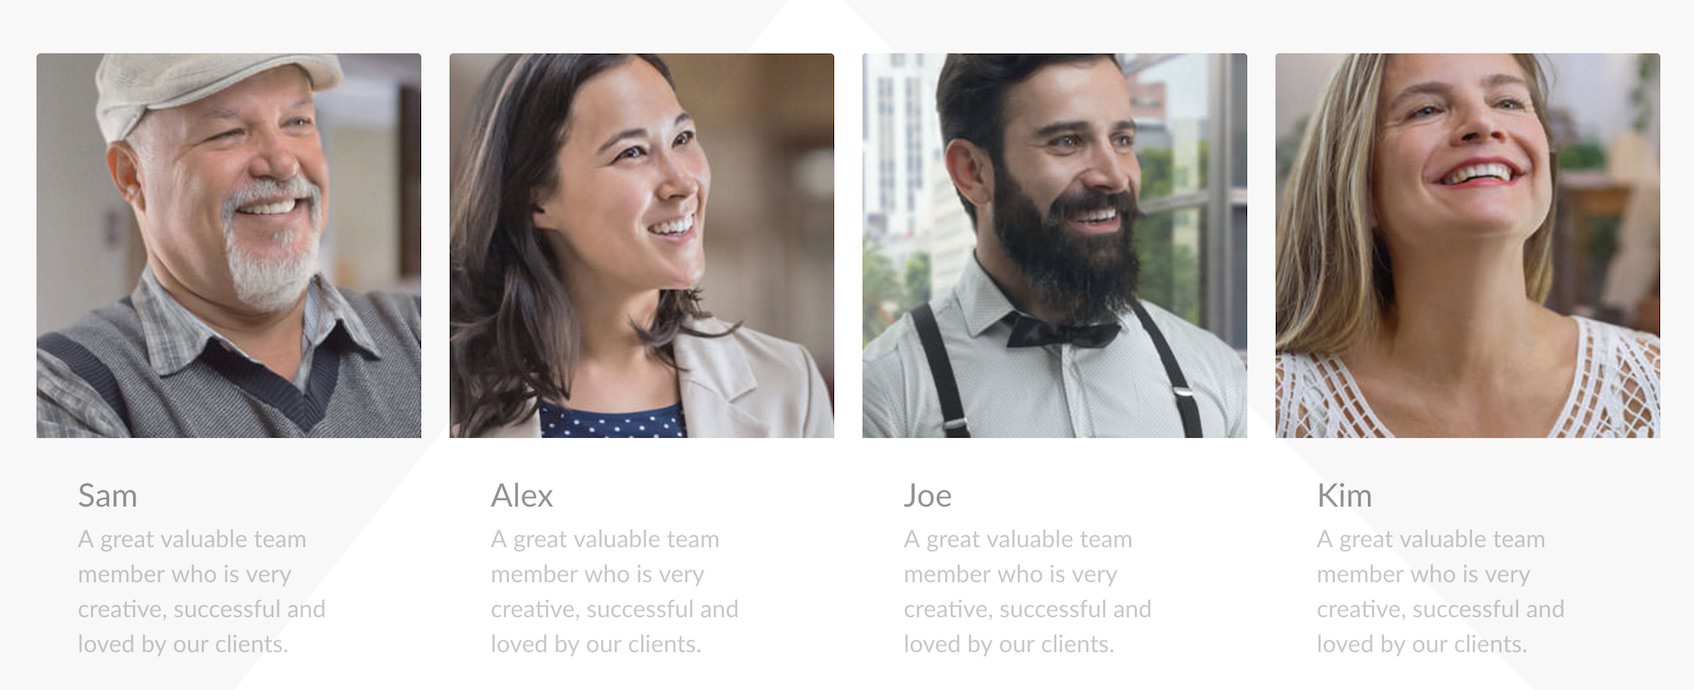 Sam
A great valuable team
member who is very
creative, successful and
loved by our clients.
Alex
A great valuable team
member who is very
creative, successful and
loved by our clients.
Joe
A great valuable team
member who is very
creative, successful and
loved by our clients.
Kim
A great valuable team
member who is very
creative, successful and
loved by our clients.